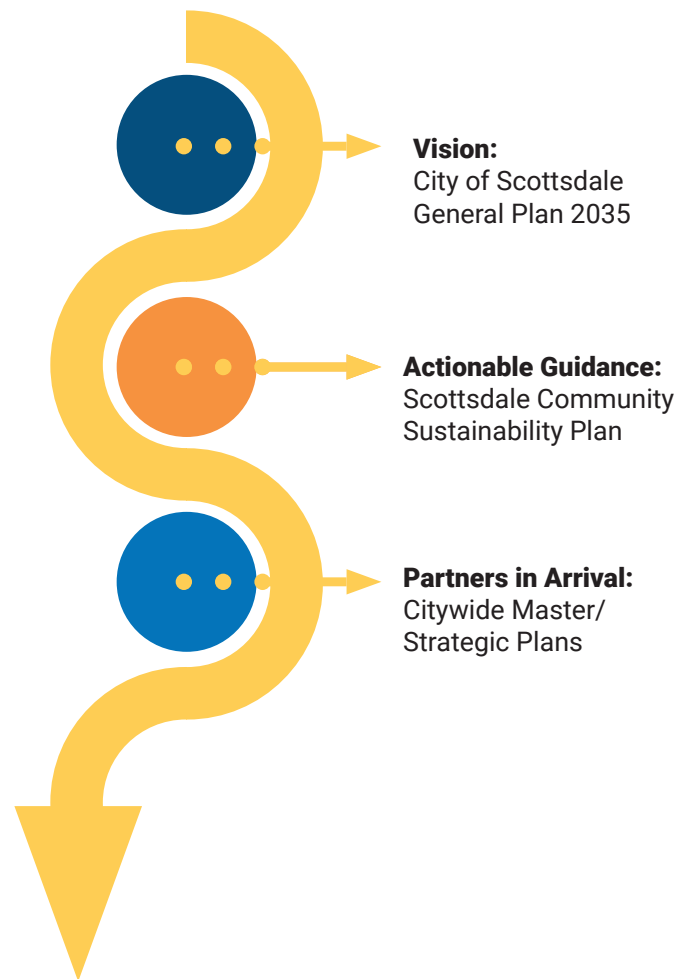 Vision:
City of Scottsdale
General Plan 2035
Actionable Guidance:
Scottsdale Community
Sustainability Plan
Partners in Arrival:
Citywide Master/
Strategic Plans